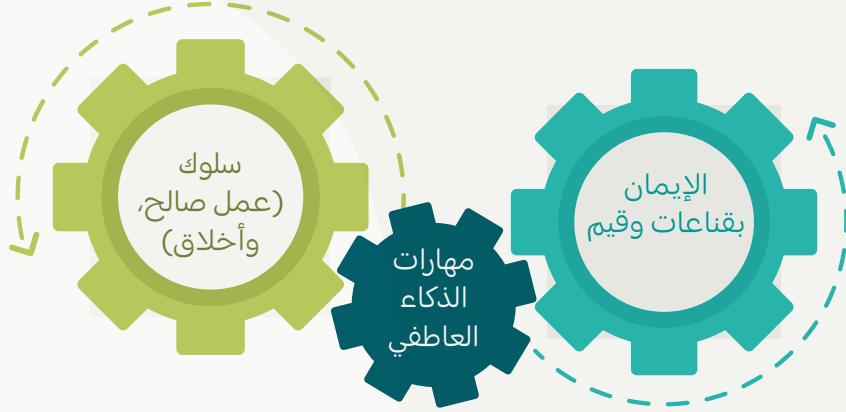 الإيمان
بقناعات وقيم
مهارات
الذكاء
العاطفي
سلوك
(عمل صالح،
وأخلاق)